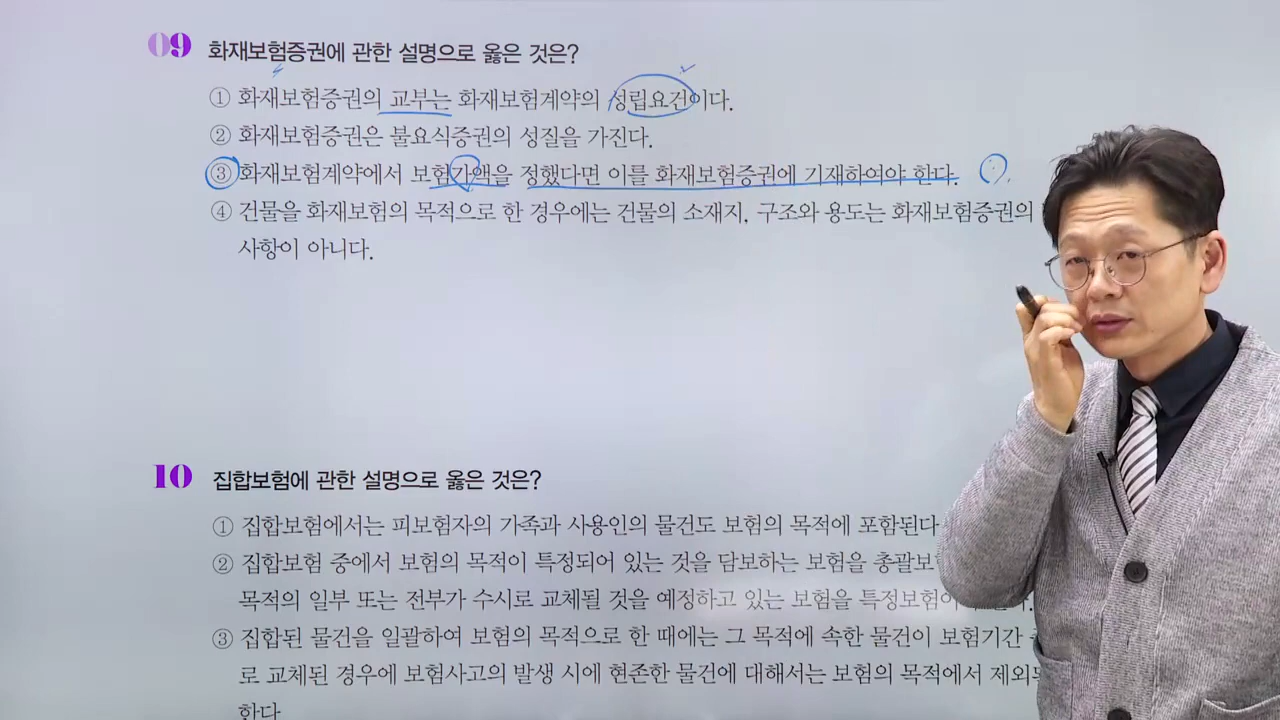 09 화재보험증권에 관한 설명으로 옳은 것은?
① 화재보험증권의 교부는 화재보험계약의 성립요건이다.
② 화재보험증권은 불요식증권의 성질을 가진다.
③ 화재보험계약에서 보험가액을 정했다면 이를 화재보험증권에 기재하여야 한다.
④ 건물을 화재보험의 목적으로 한 경우에는 건물의 소재지, 구조와 용도는 화재보험증권의
사항이 아니다.
10 집합보험에 관한 설명으로 옳은 것은?
① 집합보험에서는 피보험자의 가족과 사용인의 물건도 보험의 목적에 포함된다
② 집합보험 중에서 보험의 목적이 특정되어 있는 것을 담보하는 보험을
목적의 일부 또는 전부가 수시로 교체될 것을 예정하고 있는 보험을
③ 집합된 물건을 일괄하여 보험의 목적으로 한 때에는 그 목적에 속한 물건이 보험기간
로 교체된 경우에 보험사고의 발생 시에 현존한 물건에 대해서는 보험의 목적에서
한다